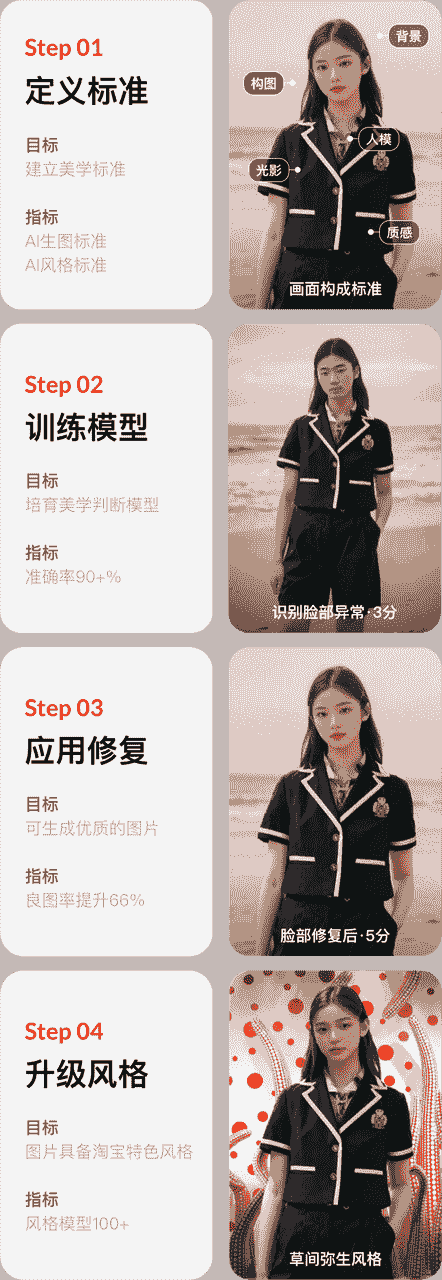 Step 01
定义标准
目标
建立美学标准
指标
AI生图标准
AI风格标准
背景
构图
人模
光影
质感
画面构成标准
Step 02
训练模型
目标
培育美学判断模型
指标
准确率90+%
识别脸部异常·3分
Step 03
应用修复
目标
可生成优质的图片
指标
良图率提升66%
脸部修复后·5分
Step 04
升级风格
目标
图片具备淘宝特色风格
指标
风格模型100+
草间弥生风格